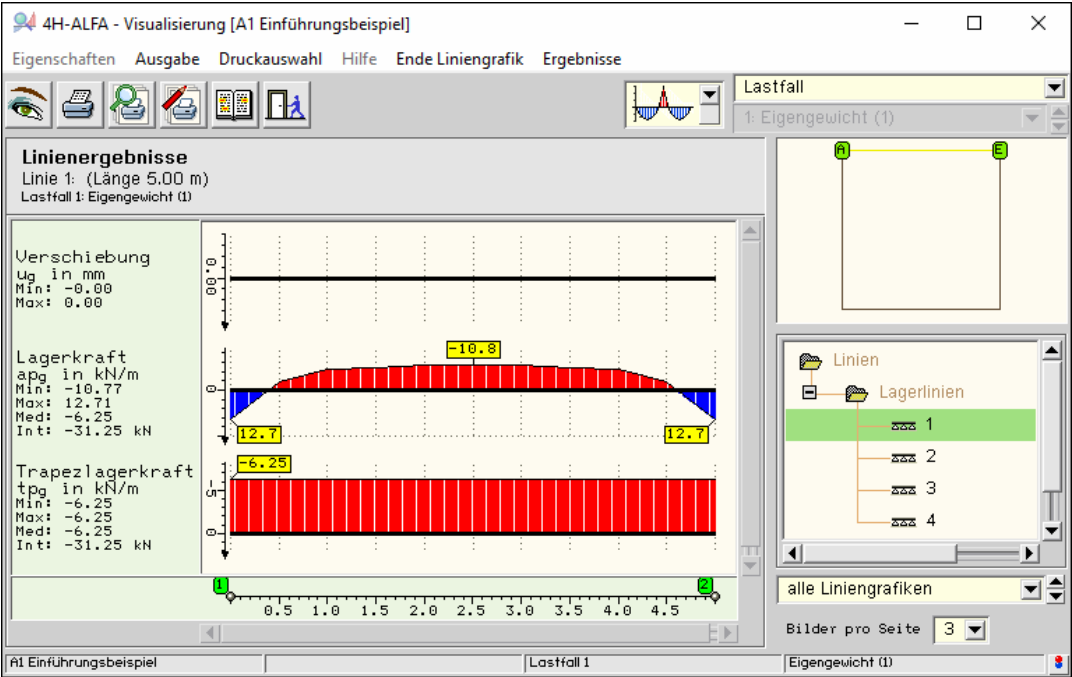 4H-ALFA - Visualisierung [A1 Einführungsbeispiel]
Eigenschaften Ausgabe Druckauswahl Hilfe Ende Liniengrafik Ergebnisse
Lastfall
1: Eigengewicht (1)
Linienergebnisse
Linie 1: (Länge 5.00 m)
Lastfall 1: Eigengewicht (1)
A E
Verschiebung
ug in mm
Min: -0.00
Max: 0.00
0.00
Lagerkraft
apg in kN/m
Min: -10.77
Max: 12.71
Med: -6.25
Int: -31.25 kN
0
-10.8
12.7 12.7
Trapezlagerkraft
tpg in kN/m
Min: -6.25
Max: -6.25
Med: -6.25
Int: -31.25 kN
-6.25
-5
0
1 2
0.5 1.0 1.5 2.0 2.5 3.0 3.5 4.0 4.5
Linien
Lagerlinien
1
2
3
4
alle Liniengrafiken
Bilder pro Seite 3
A1 Einführungsbeispiel Lastfall 1 Eigengewicht (1)